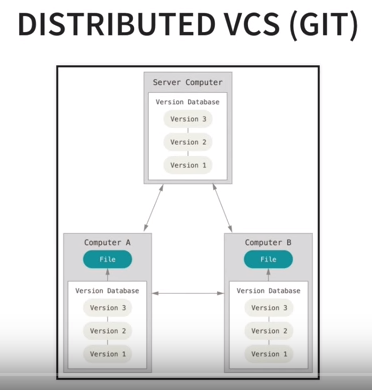 DISTRIBUTED VCS (GIT)
Server Computer
Version Database
Version 3
Version 2
Version 1
Computer A
File
Version Database
Version 3
Version 2
Version 1
Computer B
File
Version Database
Version 3
Version 2
Version 1